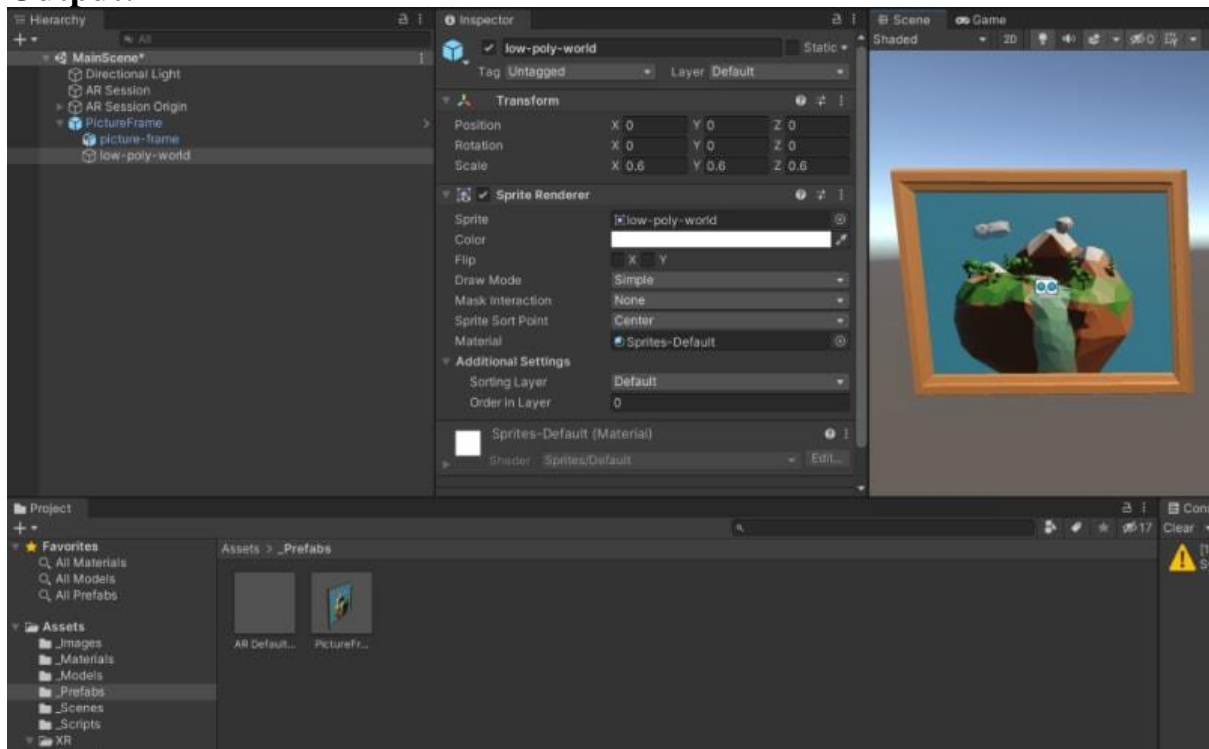 Hierarchy
All
MainScene*
Directional Light
AR Session
AR Session Origin
PictureFrame
picture-frame
low-poly-world
Inspector
low-poly-world
Static
Tag Untagged Layer Default
Transform
Position X 0 Y 0 Z 0
Rotation X 0 Y 0 Z 0
Scale X 0.6 Y 0.6 Z 0.6
Sprite Renderer
Sprite low-poly-world
Color
Flip X Y
Draw Mode Simple
Mask Interaction None
Sprite Sort Point Center
Material Sprites-Default
Additional Settings
Sorting Layer Default
Order in Layer 0
Sprites-Default (Material)
Shader Sprites/Default Edit...
Scene Game
Shaded 2D 0
Project
17
Favorites
All Materials
All Models
All Prefabs
Assets
_Images
_Materials
_Models
_Prefabs
_Scenes
_Scripts
XR
Assets > _Prefabs
AR Default... PictureFr...
Con
Clear